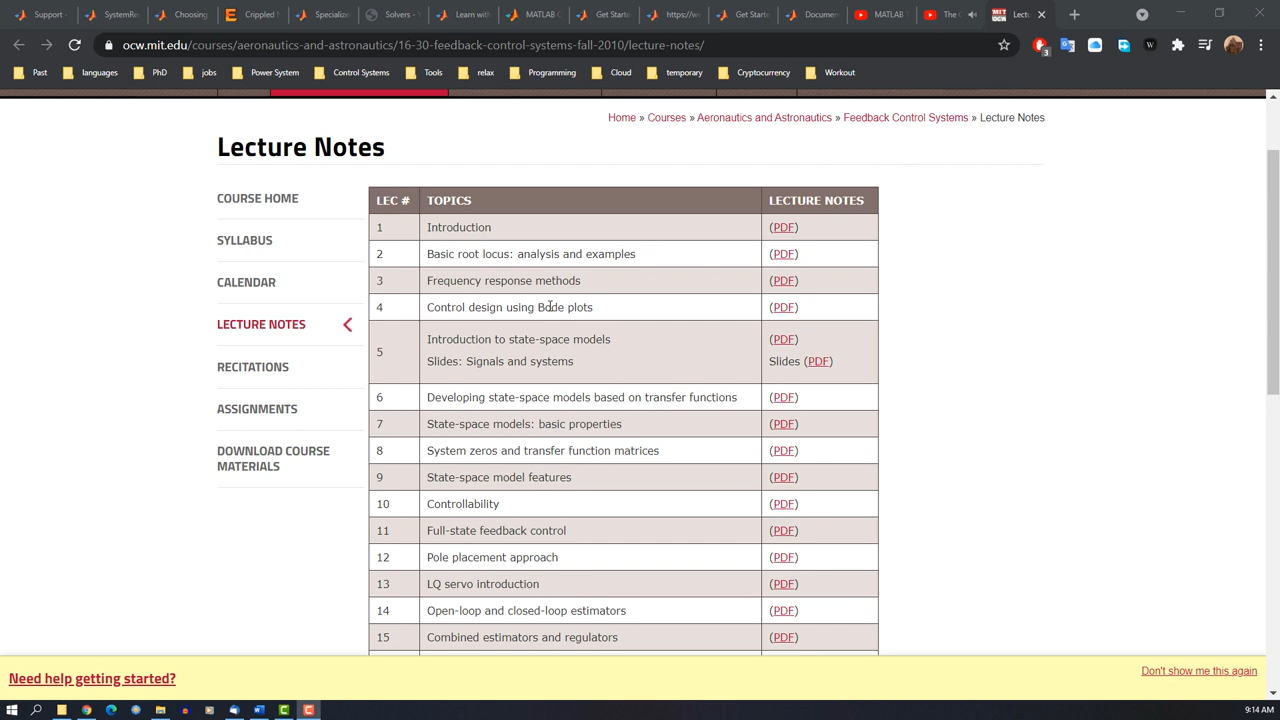 Support -
SystemRe
Choosing
Crippled M
Specialize
Solvers - V
Learn with
MATLAB C
Get Starte
https://w
Get Starte
Docume
MATLAB
The C
Lectu
ocw.mit.edu/courses/aeronautics-and-astronautics/16-30-feedback-control-systems-fall-2010/lecture-notes/
3
W
Past
languages
PhD
jobs
Power System
Control Systems
Tools
relax
Programming
Cloud
temporary
Cryptocurrency
Workout
Home » Courses » Aeronautics and Astronautics » Feedback Control Systems » Lecture Notes
Lecture Notes
COURSE HOME
SYLLABUS
CALENDAR
LECTURE NOTES
RECITATIONS
ASSIGNMENTS
DOWNLOAD COURSE
MATERIALS
LEC # TOPICS LECTURE NOTES
1 Introduction (PDF)
2 Basic root locus: analysis and examples (PDF)
3 Frequency response methods (PDF)
4 Control design using Bode plots (PDF)
5 Introduction to state-space models (PDF)
Slides: Signals and systems Slides (PDF)
6 Developing state-space models based on transfer functions (PDF)
7 State-space models: basic properties (PDF)
8 System zeros and transfer function matrices (PDF)
9 State-space model features (PDF)
10 Controllability (PDF)
11 Full-state feedback control (PDF)
12 Pole placement approach (PDF)
13 LQ servo introduction (PDF)
14 Open-loop and closed-loop estimators (PDF)
15 Combined estimators and regulators (PDF)
Need help getting started?
Don't show me this again
9:14 AM